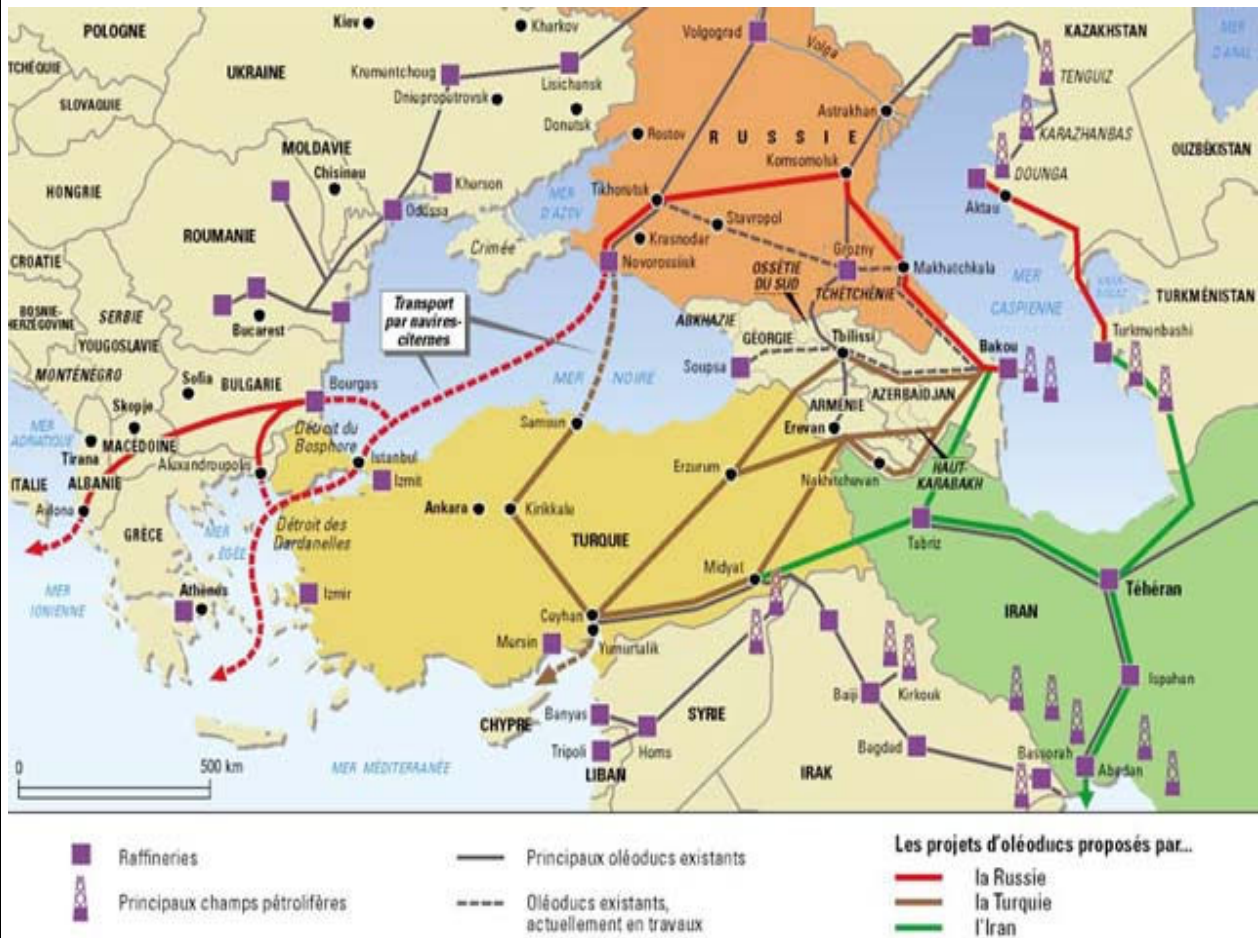 POLOGNE
Kiev
Kharkov
Volgograd
KAZAKHSTAN
MER
D'ARAL
TCHÉQUIE
UKRAINE
Krementchoug
Lisichansk
Volga
TENGUIZ
SLOVAQUIE
Dniepropetrovsk
Donetsk
Astrakhan
KARAZHANBAS
Rostov
RUSSIE
OUZBÉKISTAN
MOLDAVIE
Chisinau
Komsomolsk
DOUNGA
HONGRIE
Kherson
MER
D'AZOV
Tikhoretsk
Aktau
Odessa
Stavropol
ROUMANIE
Crimée
Krasnodar
Grozny
CROATIE
Novorossiisk
OSSÉTIE
DU SUD
Makhatchkala
MER
CASPIENNE
TCHÉTCHÉNIE
TURKMÉNISTAN
BOSNIE-
HERZÉGOVINE
SERBIE
Bucarest
Transport
par navires-
citernes
ABKHAZIE
GÉORGIE
Tbilissi
Turkmenbashi
YOUGOSLAVIE
Soupsa
Bakou
MONTÉNÉGRO
Sofia
BULGARIE
Bourgas
MER NOIRE
AZERBAÏDJAN
ARMÉNIE
Skopje
MER
ADRIATIQUE
Détroit du
Bosphore
Samsun
Erevan
MACEDOINE
Tirana
Alexandroupolis
Istanbul
Erzurum
Nakhitchevan
HAUT-
KARABAKH
ITALIE
ALBANIE
Izmit
Avlona
Ankara
Kirikkale
GRÈCE
MER
EGÉE
Détroit des
Dardanelles
TURQUIE
Tabriz
Midyat
Téhéran
MER
IONIENNE
Athènes
Izmir
Ceyhan
IRAN
Mersin
Yumurtalik
Ispahan
Baiji
Kirkouk
CHYPRE
Banyas
SYRIE
Tripoli
Homs
Bagdad
Bassorah
Abadan
0
500 km
MER MÉDITERRANÉE
LIBAN
IRAK
Raffineries
Principaux champs pétrolifères
Principaux oléoducs existants
Oléoducs existants,
actuellement en travaux
Les projets d'oléoducs proposés par...
la Russie
la Turquie
l'Iran